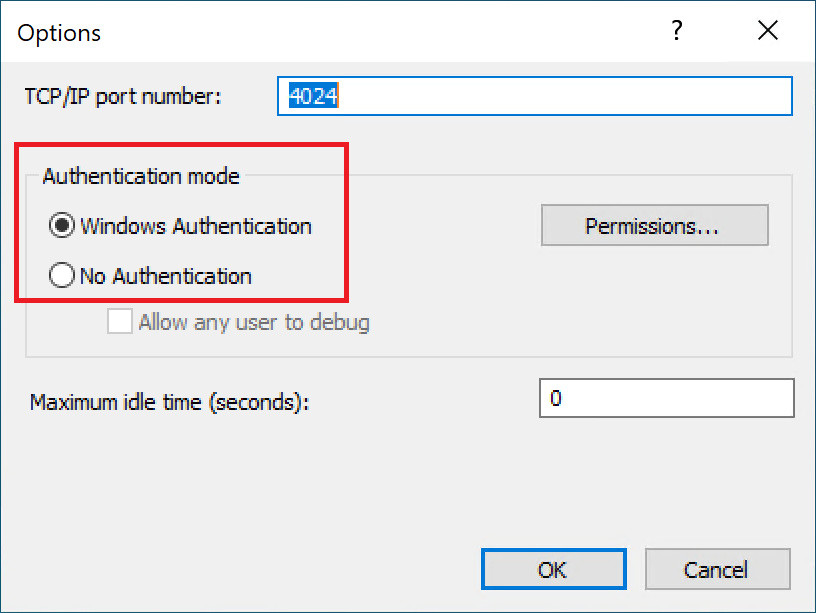 Options ?
TCP/IP port number: 4024
Authentication mode
Windows Authentication Permissions...
No Authentication
Allow any user to debug
Maximum idle time (seconds): 0
OK Cancel